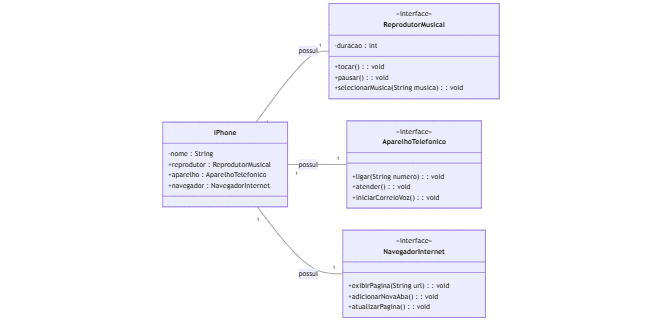 «interface»
ReprodutorMusical
-duracao : int
+tocar() : : void
+pausar() : : void
+selecionarMusica(String musica) : : void
possui
1
1
IPhone
-nome : String
+reprodutor : ReprodutorMusical
+aparelho : AparelhoTelefonico
+navegador : NavegadorInternet
possui
1
1
«interface»
AparelhoTelefonico
+ligar(String numero) : : void
+atender() : : void
+iniciarCorreioVoz() : : void
1
possui
1
«interface»
NavegadorInternet
+exibirPagina(String url) : : void
+adicionarNovaAba() : : void
+atualizarPagina() : : void